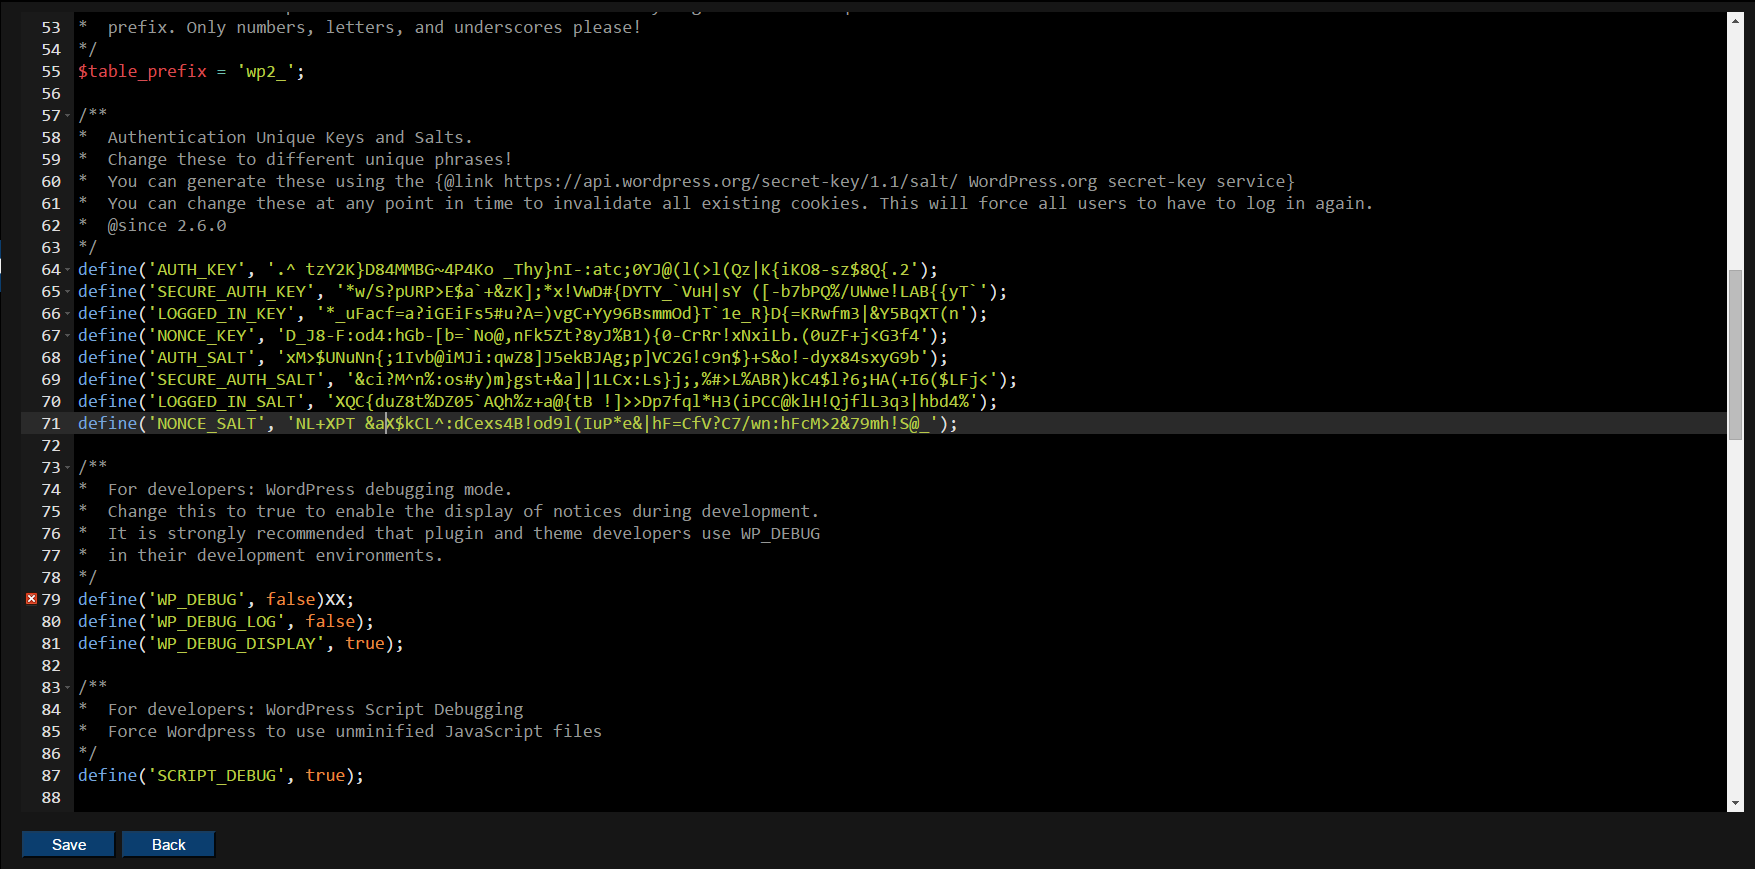 53 *  prefix. Only numbers, letters, and underscores please!
54 */
55 $table_prefix = 'wp2_';
56
57 /**
58 *  Authentication Unique Keys and Salts.
59 *  Change these to different unique phrases!
60 *  You can generate these using the {@link https://api.wordpress.org/secret-key/1.1/salt/ WordPress.org secret-key service}
61 *  You can change these at any point in time to invalidate all existing cookies. This will force all users to have to log in again.
62 *  @since 2.6.0
63 */
64 define('AUTH_KEY', '.^ tzY2K}D84MMBG~4P4Ko _Thy}nI-:atc;0YJ@(l(>l(Qz|K{iKO8-sz$8Q{.2');
65 define('SECURE_AUTH_KEY', '*w/S?pURP>E$a`+&zK];*x!VwD#{DYTY_`VuH|sY ([-b7bPQ%/UWwe!LAB{{yT`');
66 define('LOGGED_IN_KEY', '*_uFacf=a?iGEiFs5#u?A=)vgC+Yy96BsmmOd}T`1e_R}D{=KRwfm3|&Y5BqXT(n');
67 define('NONCE_KEY', 'D_J8-F:od4:hGb-[b=`No@,nFk5Zt?8yJ%B1){0-CrRr!xNxiLb.(0uZF+j<G3f4');
68 define('AUTH_SALT', 'xM>$UNuNn{;1Ivb@iMJi:qwZ8]J5ekBJAg;p]VC2G!c9n$}+S&o!-dyx84sxyG9b');
69 define('SECURE_AUTH_SALT', '&ci?M^n%:os#y)m}gst+&a]|1LCx:Ls}j;,%#>L%ABR)kC4$l?6;HA(+I6($LFj<');
70 define('LOGGED_IN_SALT', 'XQC{duZ8t%DZ05`AQh%z+a@{tB !]>>Dp7fql*H3(iPCC@klH!QjflL3q3|hbd4%');
71 define('NONCE_SALT', 'NL+XPT &aX$kCL^:dCexs4B!od9l(IuP*e&|hF=CfV?C7/wn:hFcM>2&79mh!S@_');
72
73 /**
74 *  For developers: WordPress debugging mode.
75 *  Change this to true to enable the display of notices during development.
76 *  It is strongly recommended that plugin and theme developers use WP_DEBUG
77 *  in their development environments.
78 */
79 define('WP_DEBUG', false)XX;
80 define('WP_DEBUG_LOG', false);
81 define('WP_DEBUG_DISPLAY', true);
82
83 /**
84 *  For developers: WordPress Script Debugging
85 *  Force Wordpress to use unminified JavaScript files
86 */
87 define('SCRIPT_DEBUG', true);
88
Save Back